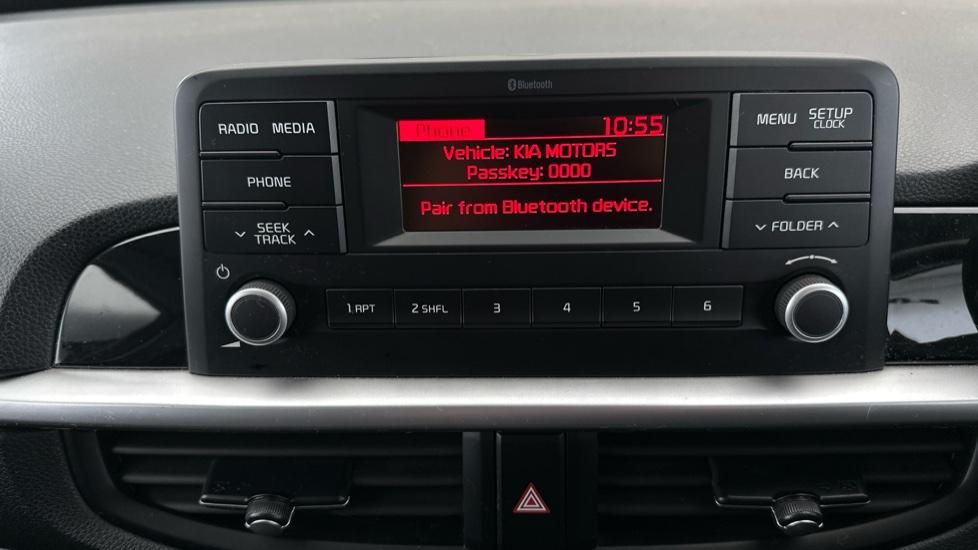 Bluetooth
RADIO MEDIA
PHONE
SEEK
TRACK
Phone 10:55
Vehicle: KIA MOTORS
Passkey: 0000
Pair from Bluetooth device.
MENU SETUP
CLOCK
BACK
FOLDER
1 RPT 2 SHFL 3 4 5 6